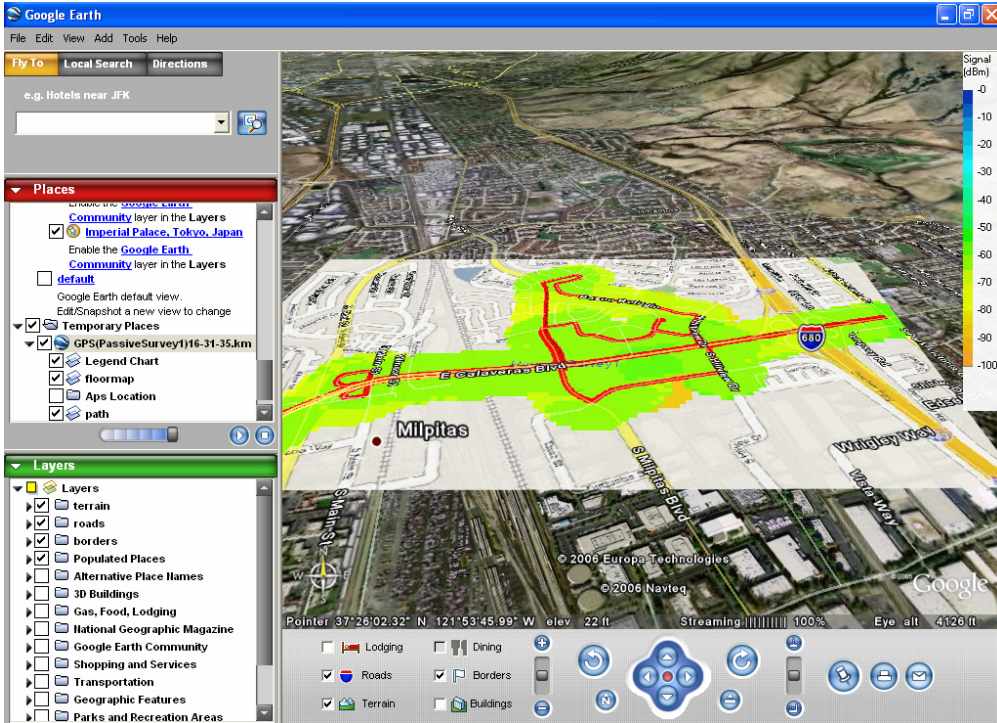 Google Earth
File Edit View Add Tools Help
Fly To Local Search Directions
e.g. Hotels near JFK
Places
Enable the Google Earth
Community layer in the Layers
Imperial Palace, Tokyo, Japan
Enable the Google Earth
Community layer in the Layers
default
Google Earth default view.
Edit/Snapshot a new view to change
Temporary Places
GPS(PassiveSurvey1)16-31-35.km
Legend Chart
floormap
Aps Location
path
Layers
Layers
terrain
roads
borders
Populated Places
Alternative Place Names
3D Buildings
Gas, Food, Lodging
National Geographic Magazine
Google Earth Community
Shopping and Services
Transportation
Geographic Features
Parks and Recreation Areas
Signal
(dBm)
-0
-10
-20
-30
-40
-50
-60
-70
-80
-90
-100
680
E Calaveras Blvd
Milpitas
Wrigley Way
S Milpitas Blvd
Vista Way
S Main St
W E
© 2006 Europa Technologies
© 2006 Navteq
Google
Pointer 37°26'02.32" N 121°53'45.99" W elev 22 ft Streaming 100% Eye alt 4126 ft
Lodging Dining
Roads Borders
Terrain Buildings
N